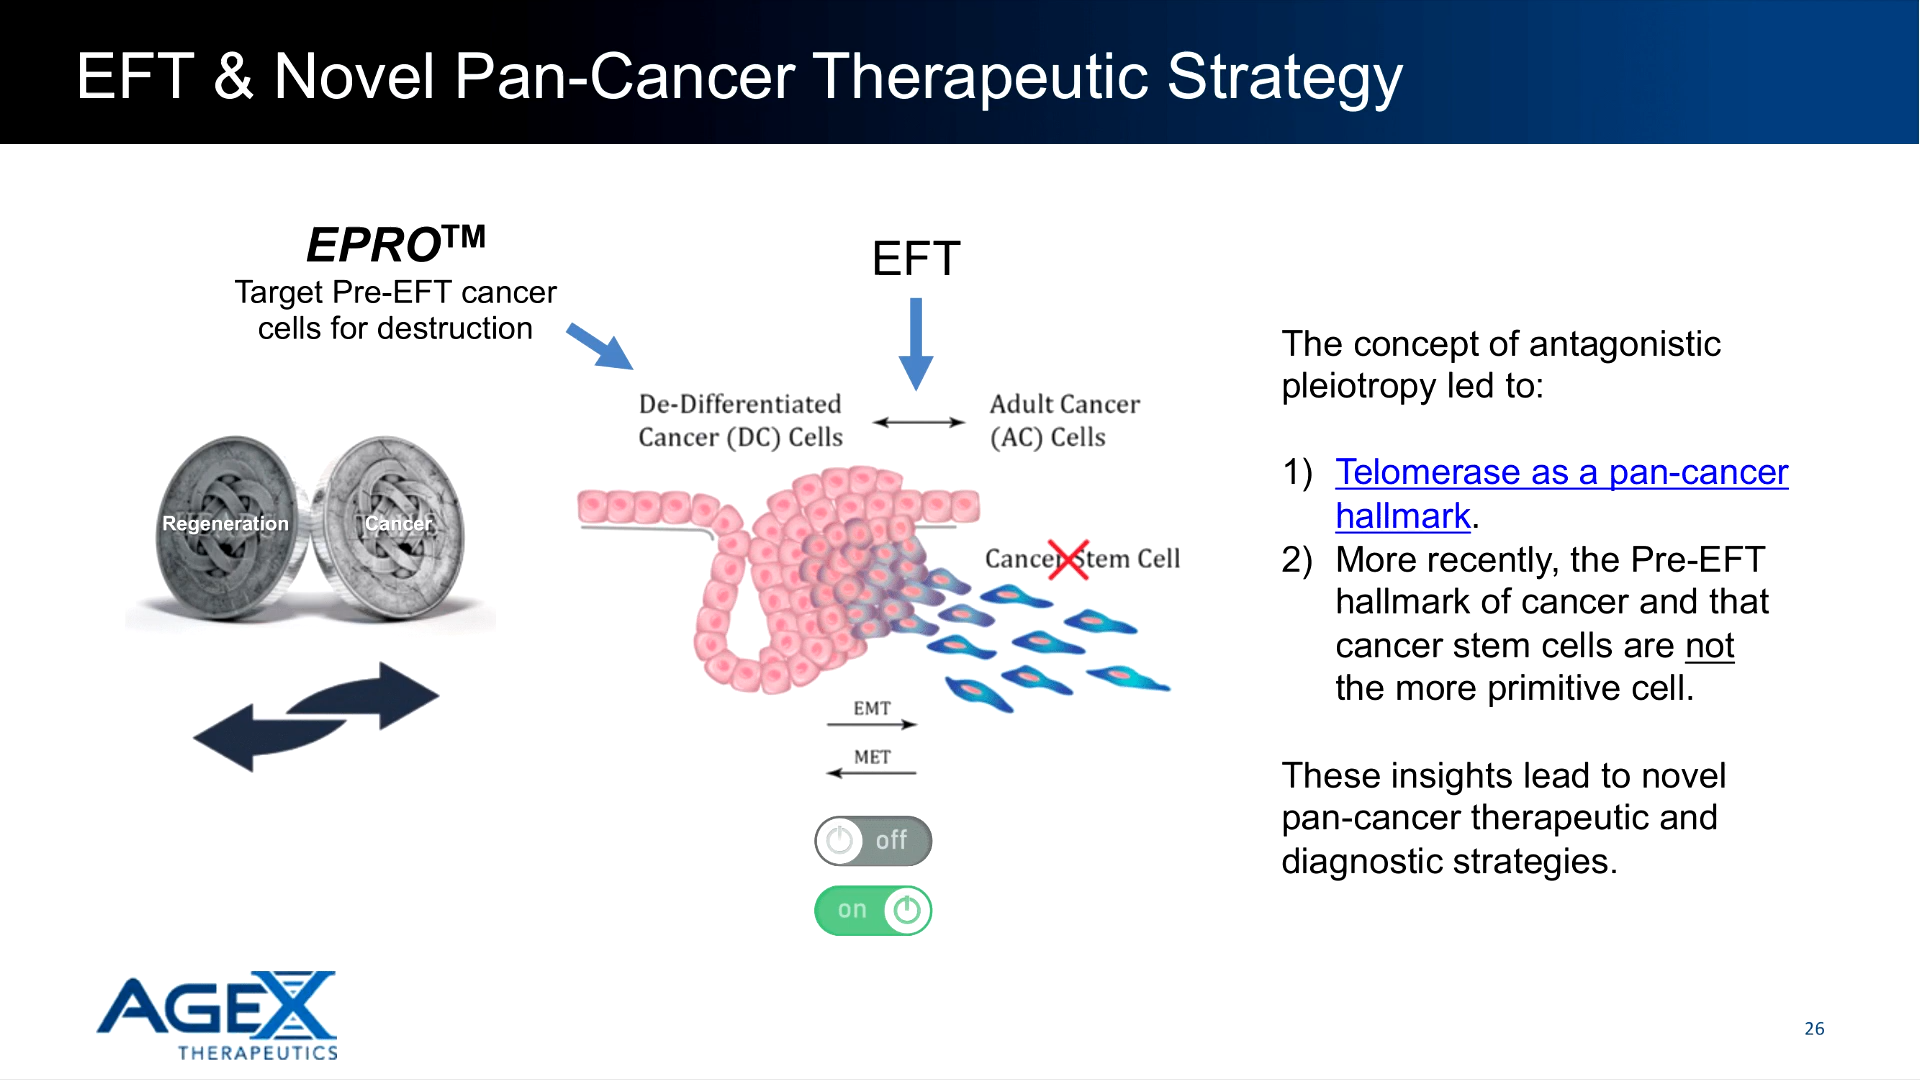 EFT & Novel Pan-Cancer Therapeutic Strategy
EPRO™
Target Pre-EFT cancer
cells for destruction
EFT
De-Differentiated
Cancer (DC) Cells
Adult Cancer
(AC) Cells
Regeneration
Cancer
Cancer Stem Cell
EMT
MET
off
on
The concept of antagonistic
pleiotropy led to:
1) Telomerase as a pan-cancer
hallmark.
2) More recently, the Pre-EFT
hallmark of cancer and that
cancer stem cells are not
the more primitive cell.
These insights lead to novel
pan-cancer therapeutic and
diagnostic strategies.
AGEX
THERAPEUTICS
26